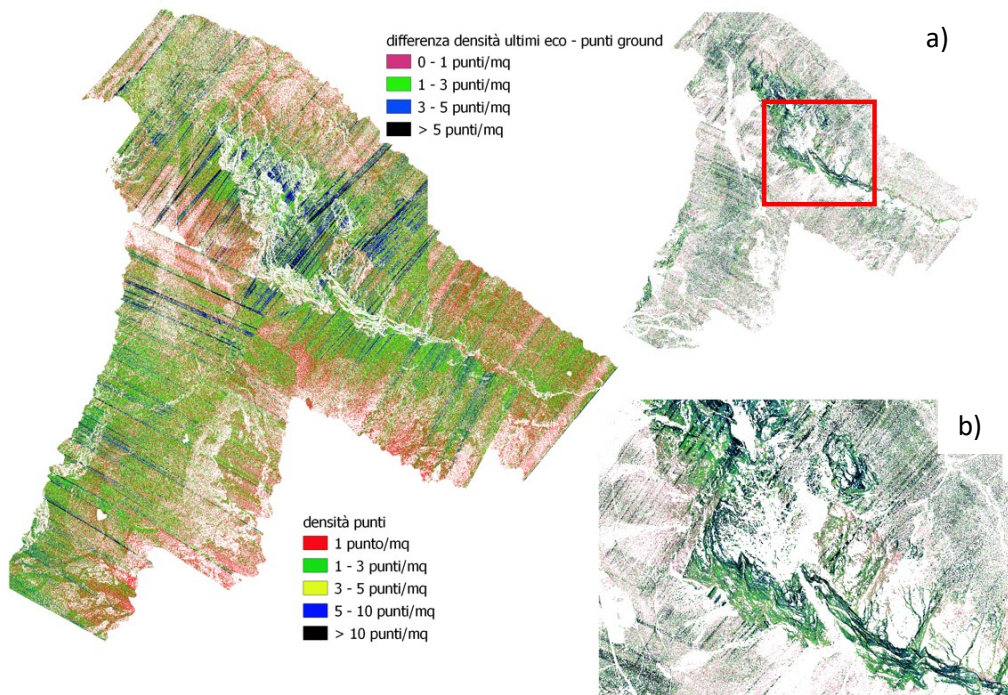 differenza densità ultimi eco - punti ground
0 - 1 punti/mq
1 - 3 punti/mq
3 - 5 punti/mq
> 5 punti/mq
a)
b)
densità punti
1 punto/mq
1 - 3 punti/mq
3 - 5 punti/mq
5 - 10 punti/mq
> 10 punti/mq